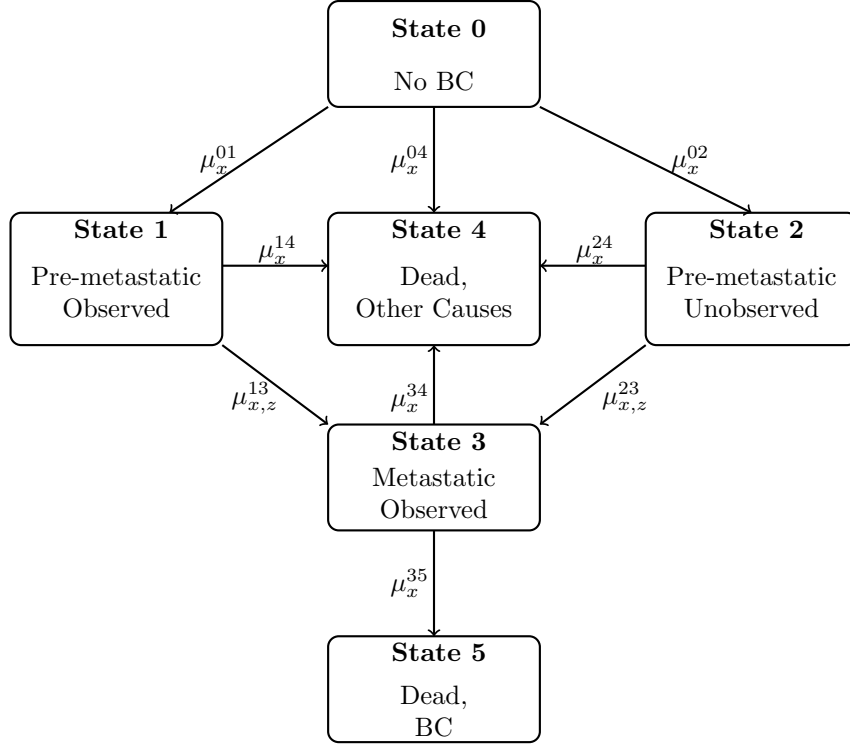 State 0
No BC
μ_x^{01}
μ_x^{04}
μ_x^{02}
State 1
Pre-metastatic
Observed
μ_x^{14}
State 4
Dead,
Other Causes
μ_x^{24}
State 2
Pre-metastatic
Unobserved
μ_{x,z}^{13}
μ_x^{34}
μ_{x,z}^{23}
State 3
Metastatic
Observed
μ_x^{35}
State 5
Dead,
BC